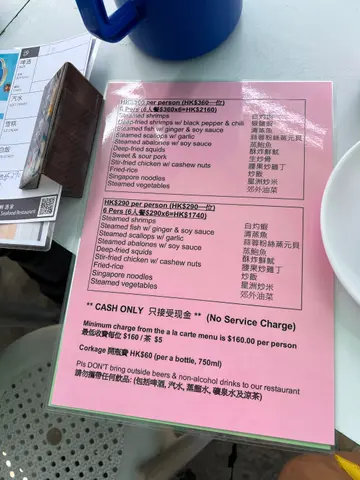 啤酒
汽水
Seafood Restaurant
HK$360 per person (HK$360一位)
6 Pers (6人餐$360x6=HK$2160)
Steamed shrimps 白灼蝦
Deep-fried shrimps w/ black pepper & chili 椒鹽蝦
Steamed fish w/ ginger & soy sauce 清蒸魚
Steamed scallops w/ garlic 蒜蓉粉絲蒸元貝
Steamed abalones w/ soy sauce 蒸鮑魚
Deep-fried squids 酥炸鮮魷
Sweet & sour pork 生炒骨
Stir-fried chicken w/ cashew nuts 腰果炒雞丁
Fried-rice 炒飯
Singapore noodles 星洲炒米
Steamed vegetables 郊外油菜
HK$290 per person (HK$290一位)
6 Pers (6人餐$290x6=HK$1740)
Steamed shrimps 白灼蝦
Steamed fish w/ ginger & soy sauce 清蒸魚
Steamed scallops w/ garlic 蒜蓉粉絲蒸元貝
Steamed abalones w/ soy sauce 蒸鮑魚
Deep-fried squids 酥炸鮮魷
Stir-fried chicken w/ cashew nuts 腰果炒雞丁
Fried-rice 炒飯
Singapore noodles 星洲炒米
Steamed vegetables 郊外油菜
** CASH ONLY 只接受現金 ** (No Service Charge)
Minimum charge from the a la carte menu is $160.00 per person
最低收費每位 $160 / 茶 $5
Corkage 開瓶費 HK$60 (per a bottle, 750ml)
Pls DON'T bring outside beers & non-alcohol drinks to our restaurant
請勿攜帶任何飲品: (包括啤酒, 汽水, 蒸餾水, 礦泉水及涼茶)